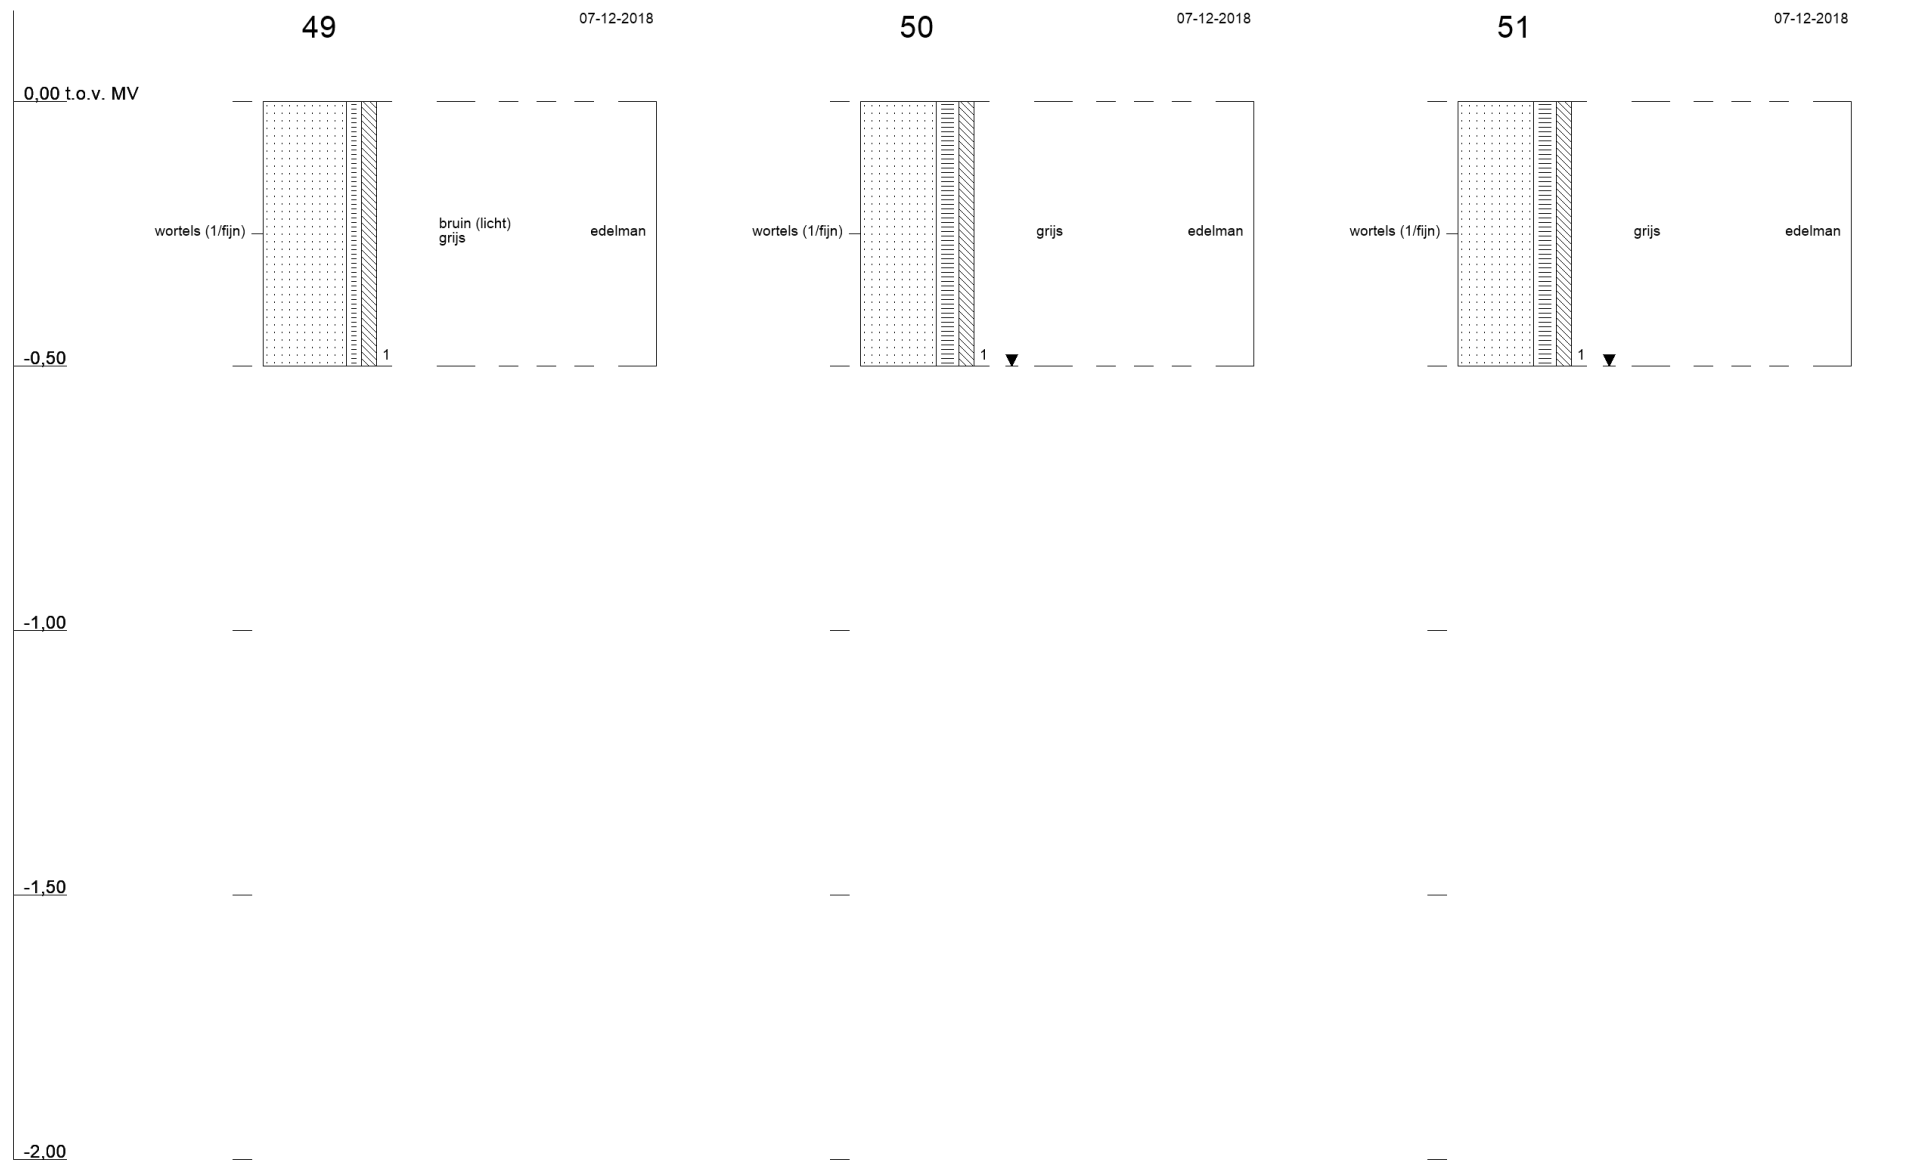 49
07-12-2018
50
07-12-2018
51
07-12-2018
0,00 t.o.v. MV
wortels (1/fijn)
bruin (licht)
grijs
edelman
1
wortels (1/fijn)
grijs
edelman
1
wortels (1/fijn)
grijs
edelman
1
-0,50
-1,00
-1,50
-2,00